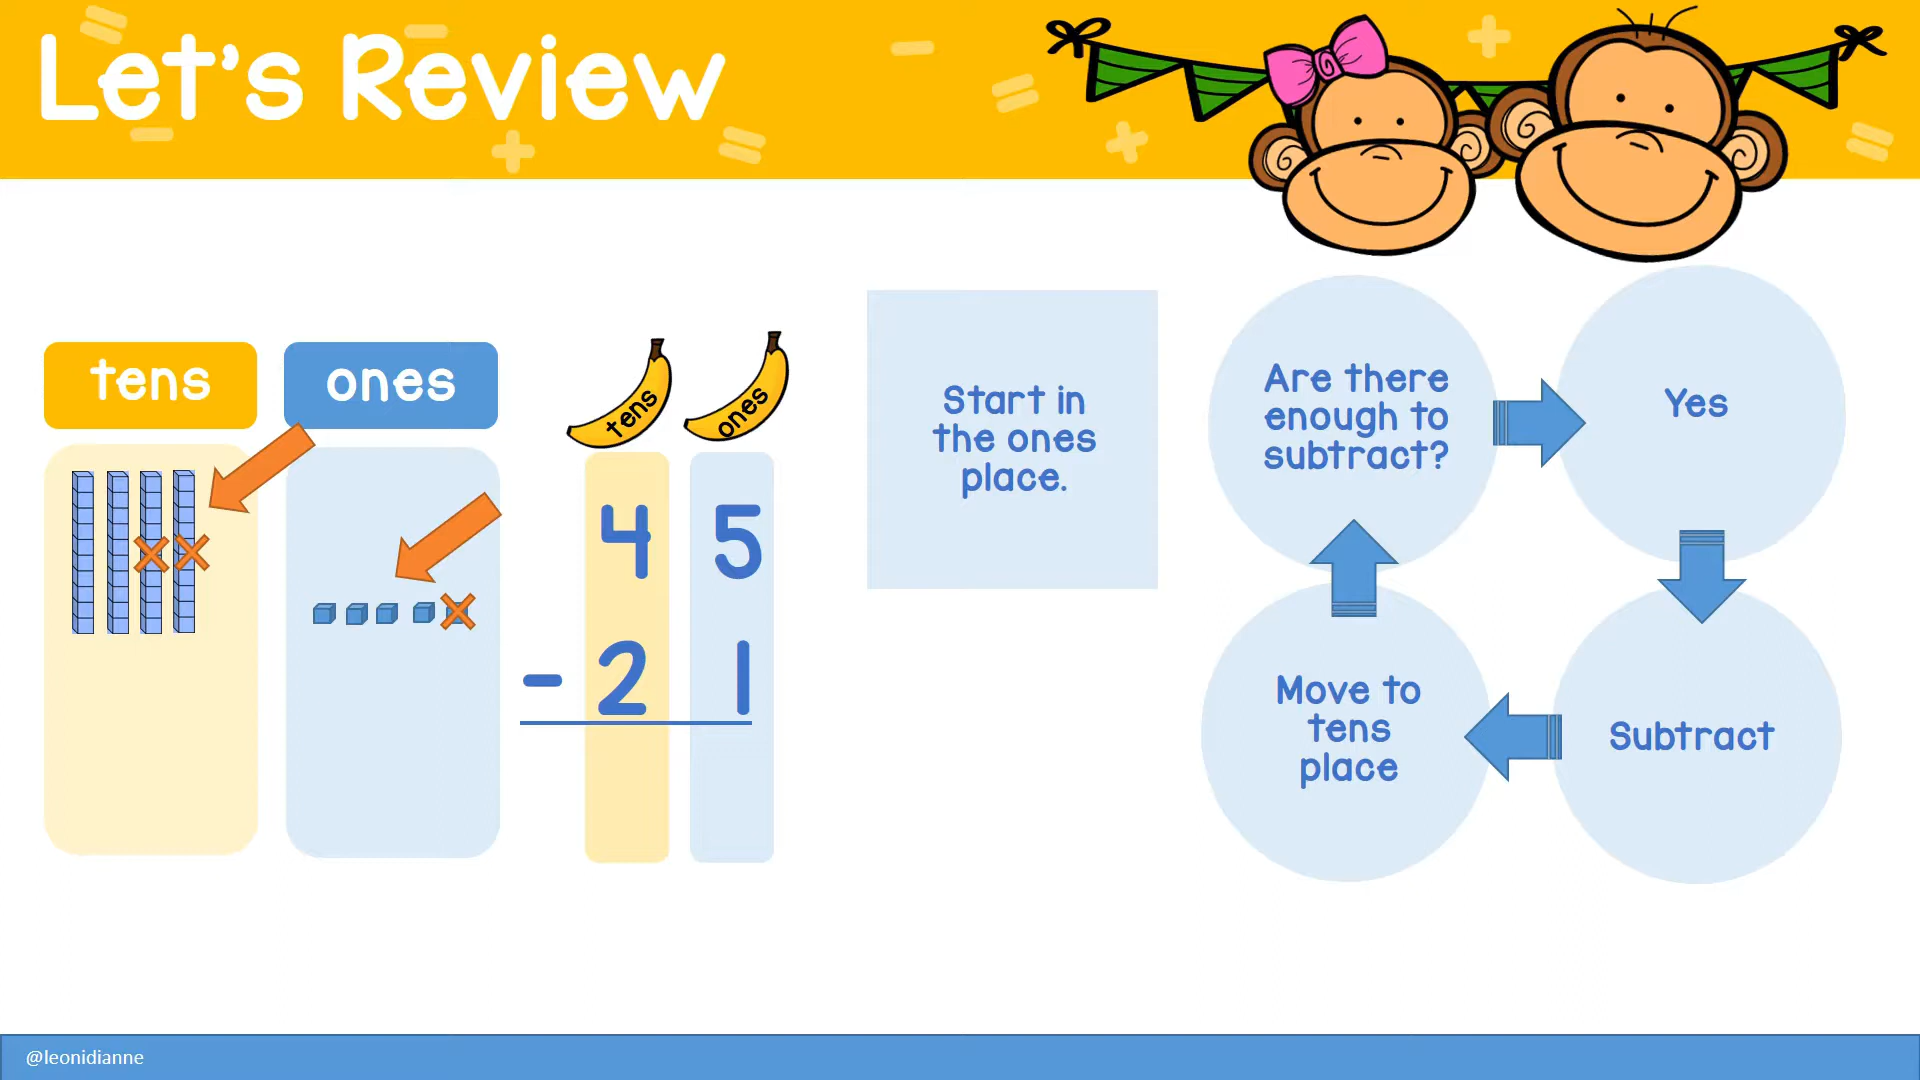 Let's Review
tens
ones
tens
ones
4 5
- 2 1
Start in
the ones
place.
Are there
enough to
subtract?
Yes
Subtract
Move to
tens
place
@leonidianne